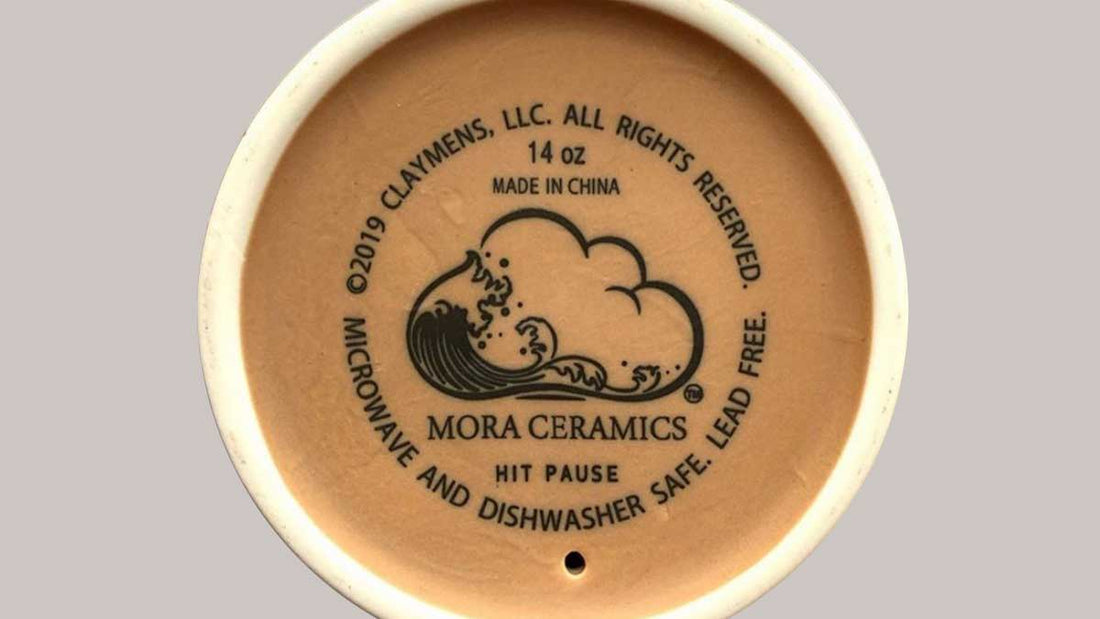 ©2019 CLAYMENS, LLC. ALL RIGHTS RESERVED.
14 oz
MADE IN CHINA
TM
MORA CERAMICS
HIT PAUSE
MICROWAVE AND DISHWASHER SAFE. LEAD FREE.